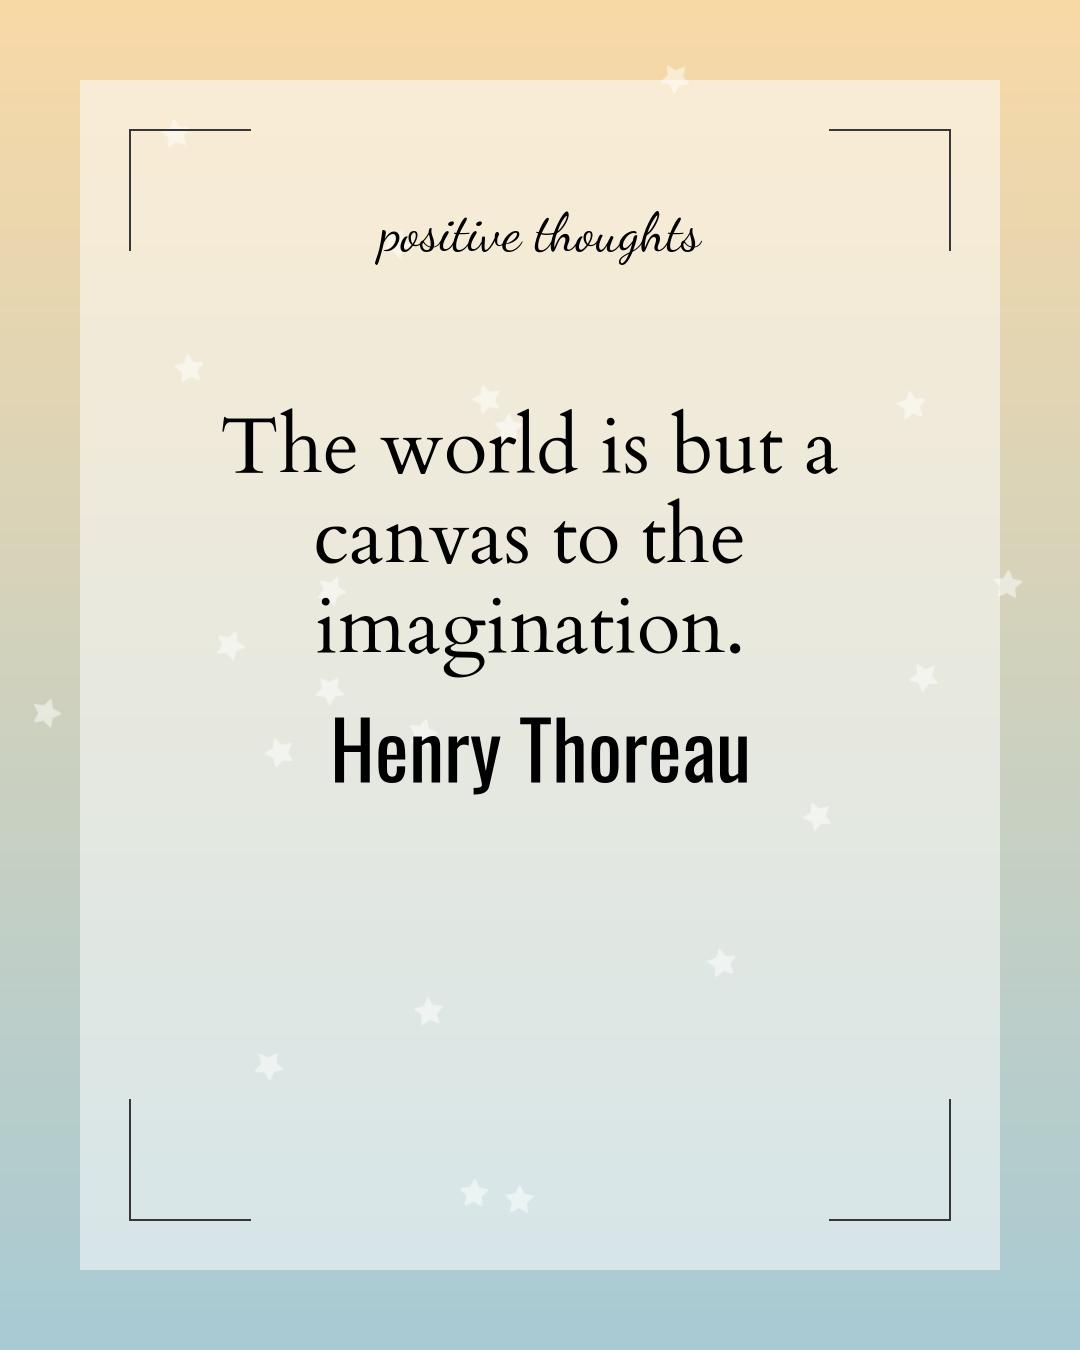 positive thoughts
The world is but a
canvas to the
imagination.
Henry Thoreau